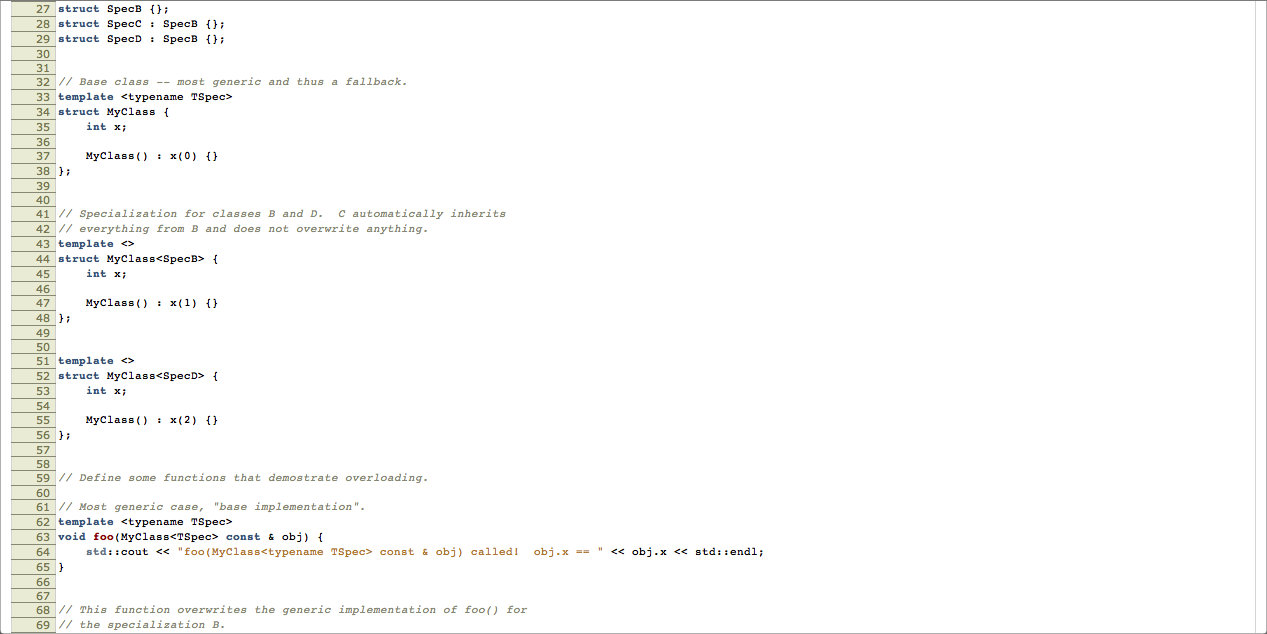 27 struct SpecB {};
28 struct SpecC : SpecB {};
29 struct SpecD : SpecB {};
30
31
32 // Base class -- most generic and thus a fallback.
33 template <typename TSpec>
34 struct MyClass {
35     int x;
36
37     MyClass() : x(0) {}
38 };
39
40
41 // Specialization for classes B and D.  C automatically inherits
42 // everything from B and does not overwrite anything.
43 template <>
44 struct MyClass<SpecB> {
45     int x;
46
47     MyClass() : x(1) {}
48 };
49
50
51 template <>
52 struct MyClass<SpecD> {
53     int x;
54
55     MyClass() : x(2) {}
56 };
57
58
59 // Define some functions that demostrate overloading.
60
61 // Most generic case, "base implementation".
62 template <typename TSpec>
63 void foo(MyClass<TSpec> const & obj) {
64     std::cout << "foo(MyClass<typename TSpec> const & obj) called!  obj.x == " << obj.x << std::endl;
65 }
66
67
68 // This function overwrites the generic implementation of foo() for
69 // the specialization B.